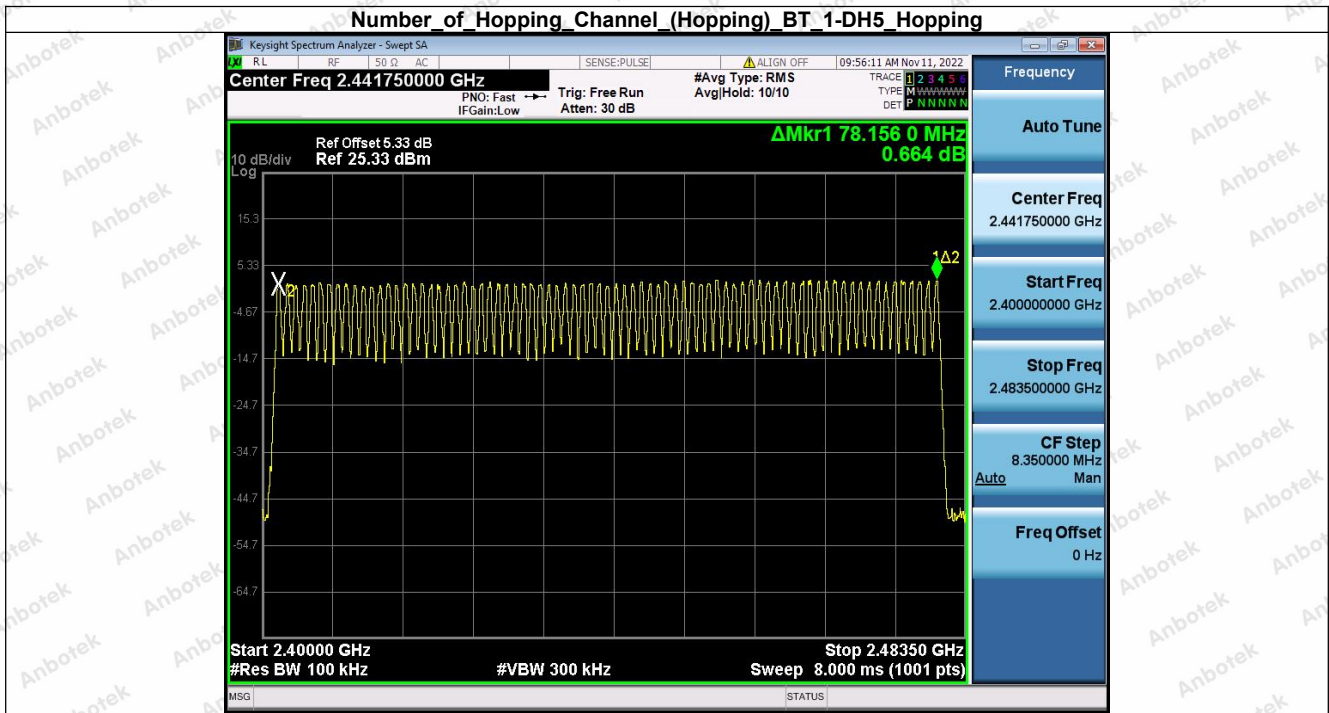 Number_of_Hopping_Channel_(Hopping)_BT_1-DH5_Hopping
Keysight Spectrum Analyzer - Swept SA
LXI RL RF 50 Ω AC SENSE:PULSE ALIGN OFF 09:56:11 AM Nov 11, 2022
Center Freq 2.441750000 GHz
PNO: Fast
IFGain:Low
Trig: Free Run
Atten: 30 dB
#Avg Type: RMS
Avg|Hold: 10/10
TRACE 1 2 3 4 5 6
TYPE M WWWWW
DET P N N N N N
ΔMkr1 78.156 0 MHz
0.664 dB
Ref Offset 5.33 dB
10 dB/div Ref 25.33 dBm
Log
15.3
5.33
-4.67
-14.7
-24.7
-34.7
-44.7
-54.7
-64.7
X2
1Δ2
Start 2.40000 GHz Stop 2.48350 GHz
#Res BW 100 kHz #VBW 300 kHz Sweep 8.000 ms (1001 pts)
MSG STATUS
Frequency
Auto Tune
Center Freq
2.441750000 GHz
Start Freq
2.400000000 GHz
Stop Freq
2.483500000 GHz
CF Step
8.350000 MHz
Auto Man
Freq Offset
0 Hz
Anbotek